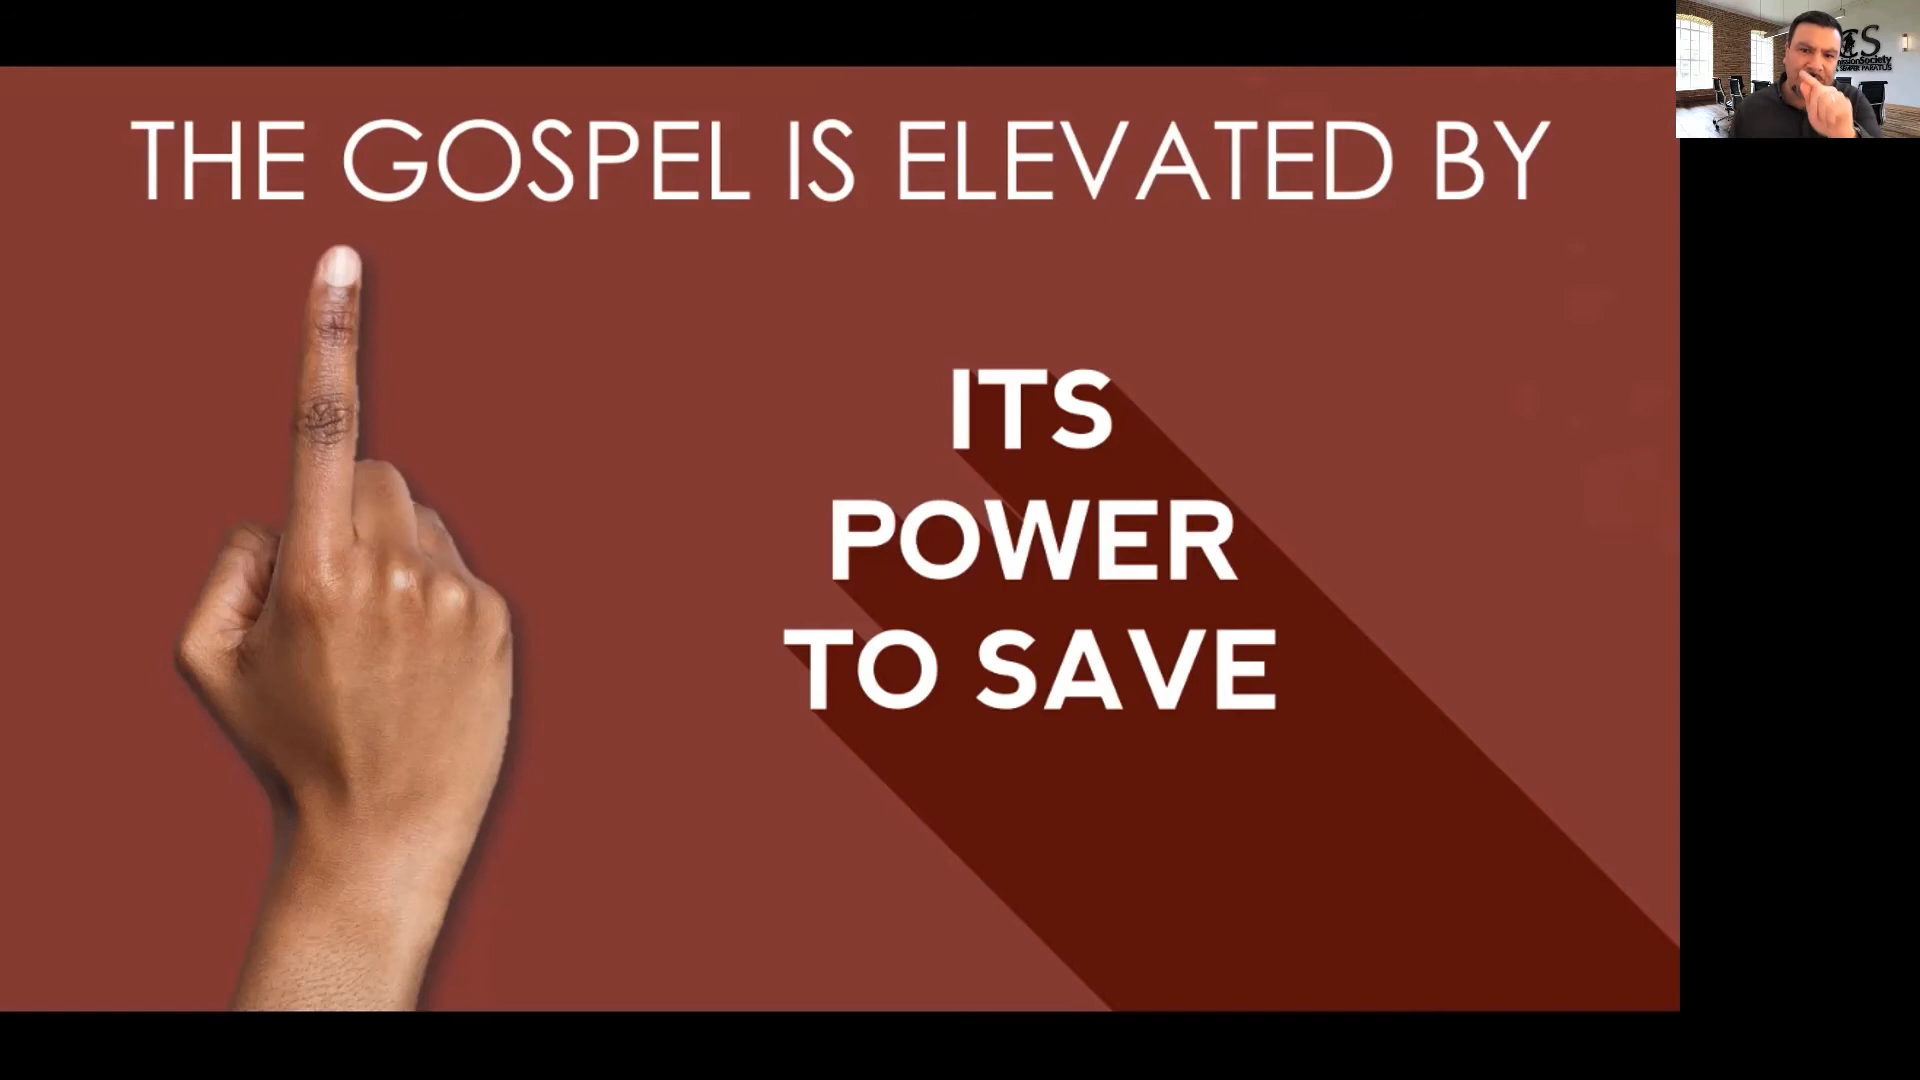 THE GOSPEL IS ELEVATED BY
ITS
POWER
TO SAVE